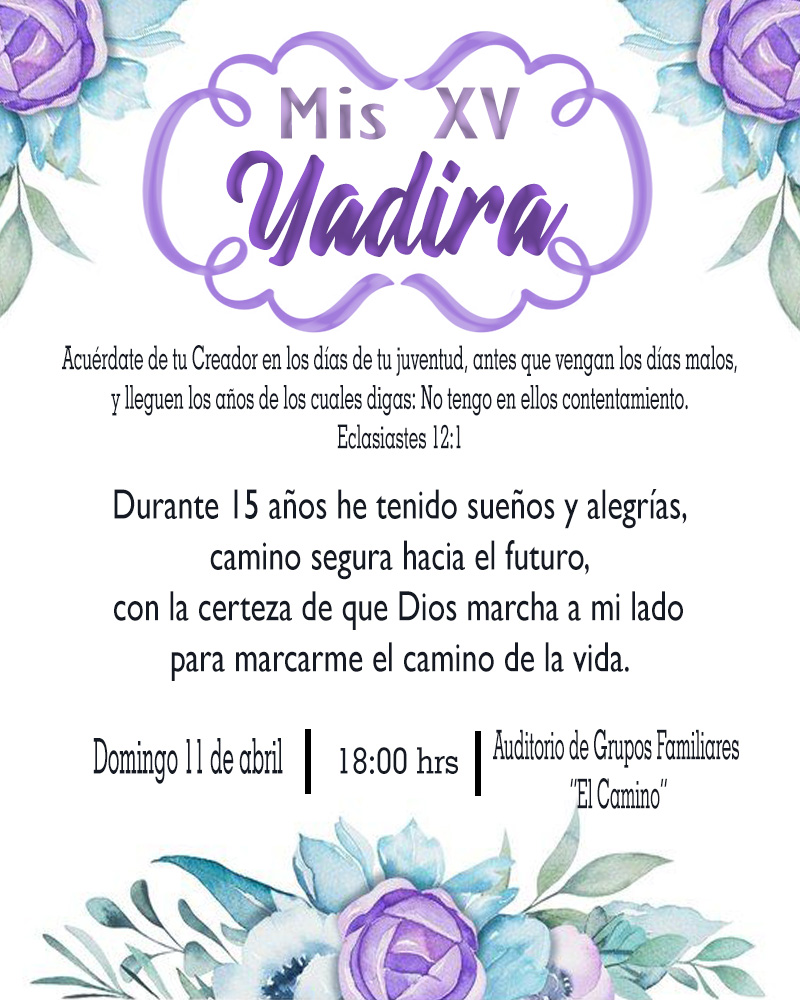 Mis XV
Yadira
Acuérdate de tu Creador en los días de tu juventud, antes que vengan los días malos,
y lleguen los años de los cuales digas: No tengo en ellos contentamiento.
Eclasiastes 12:1
Durante 15 años he tenido sueños y alegrías,
camino segura hacia el futuro,
con la certeza de que Dios marcha a mi lado
para marcarme el camino de la vida.
Domingo 11 de abril
18:00 hrs
Auditorio de Grupos Familiares
"El Camino"